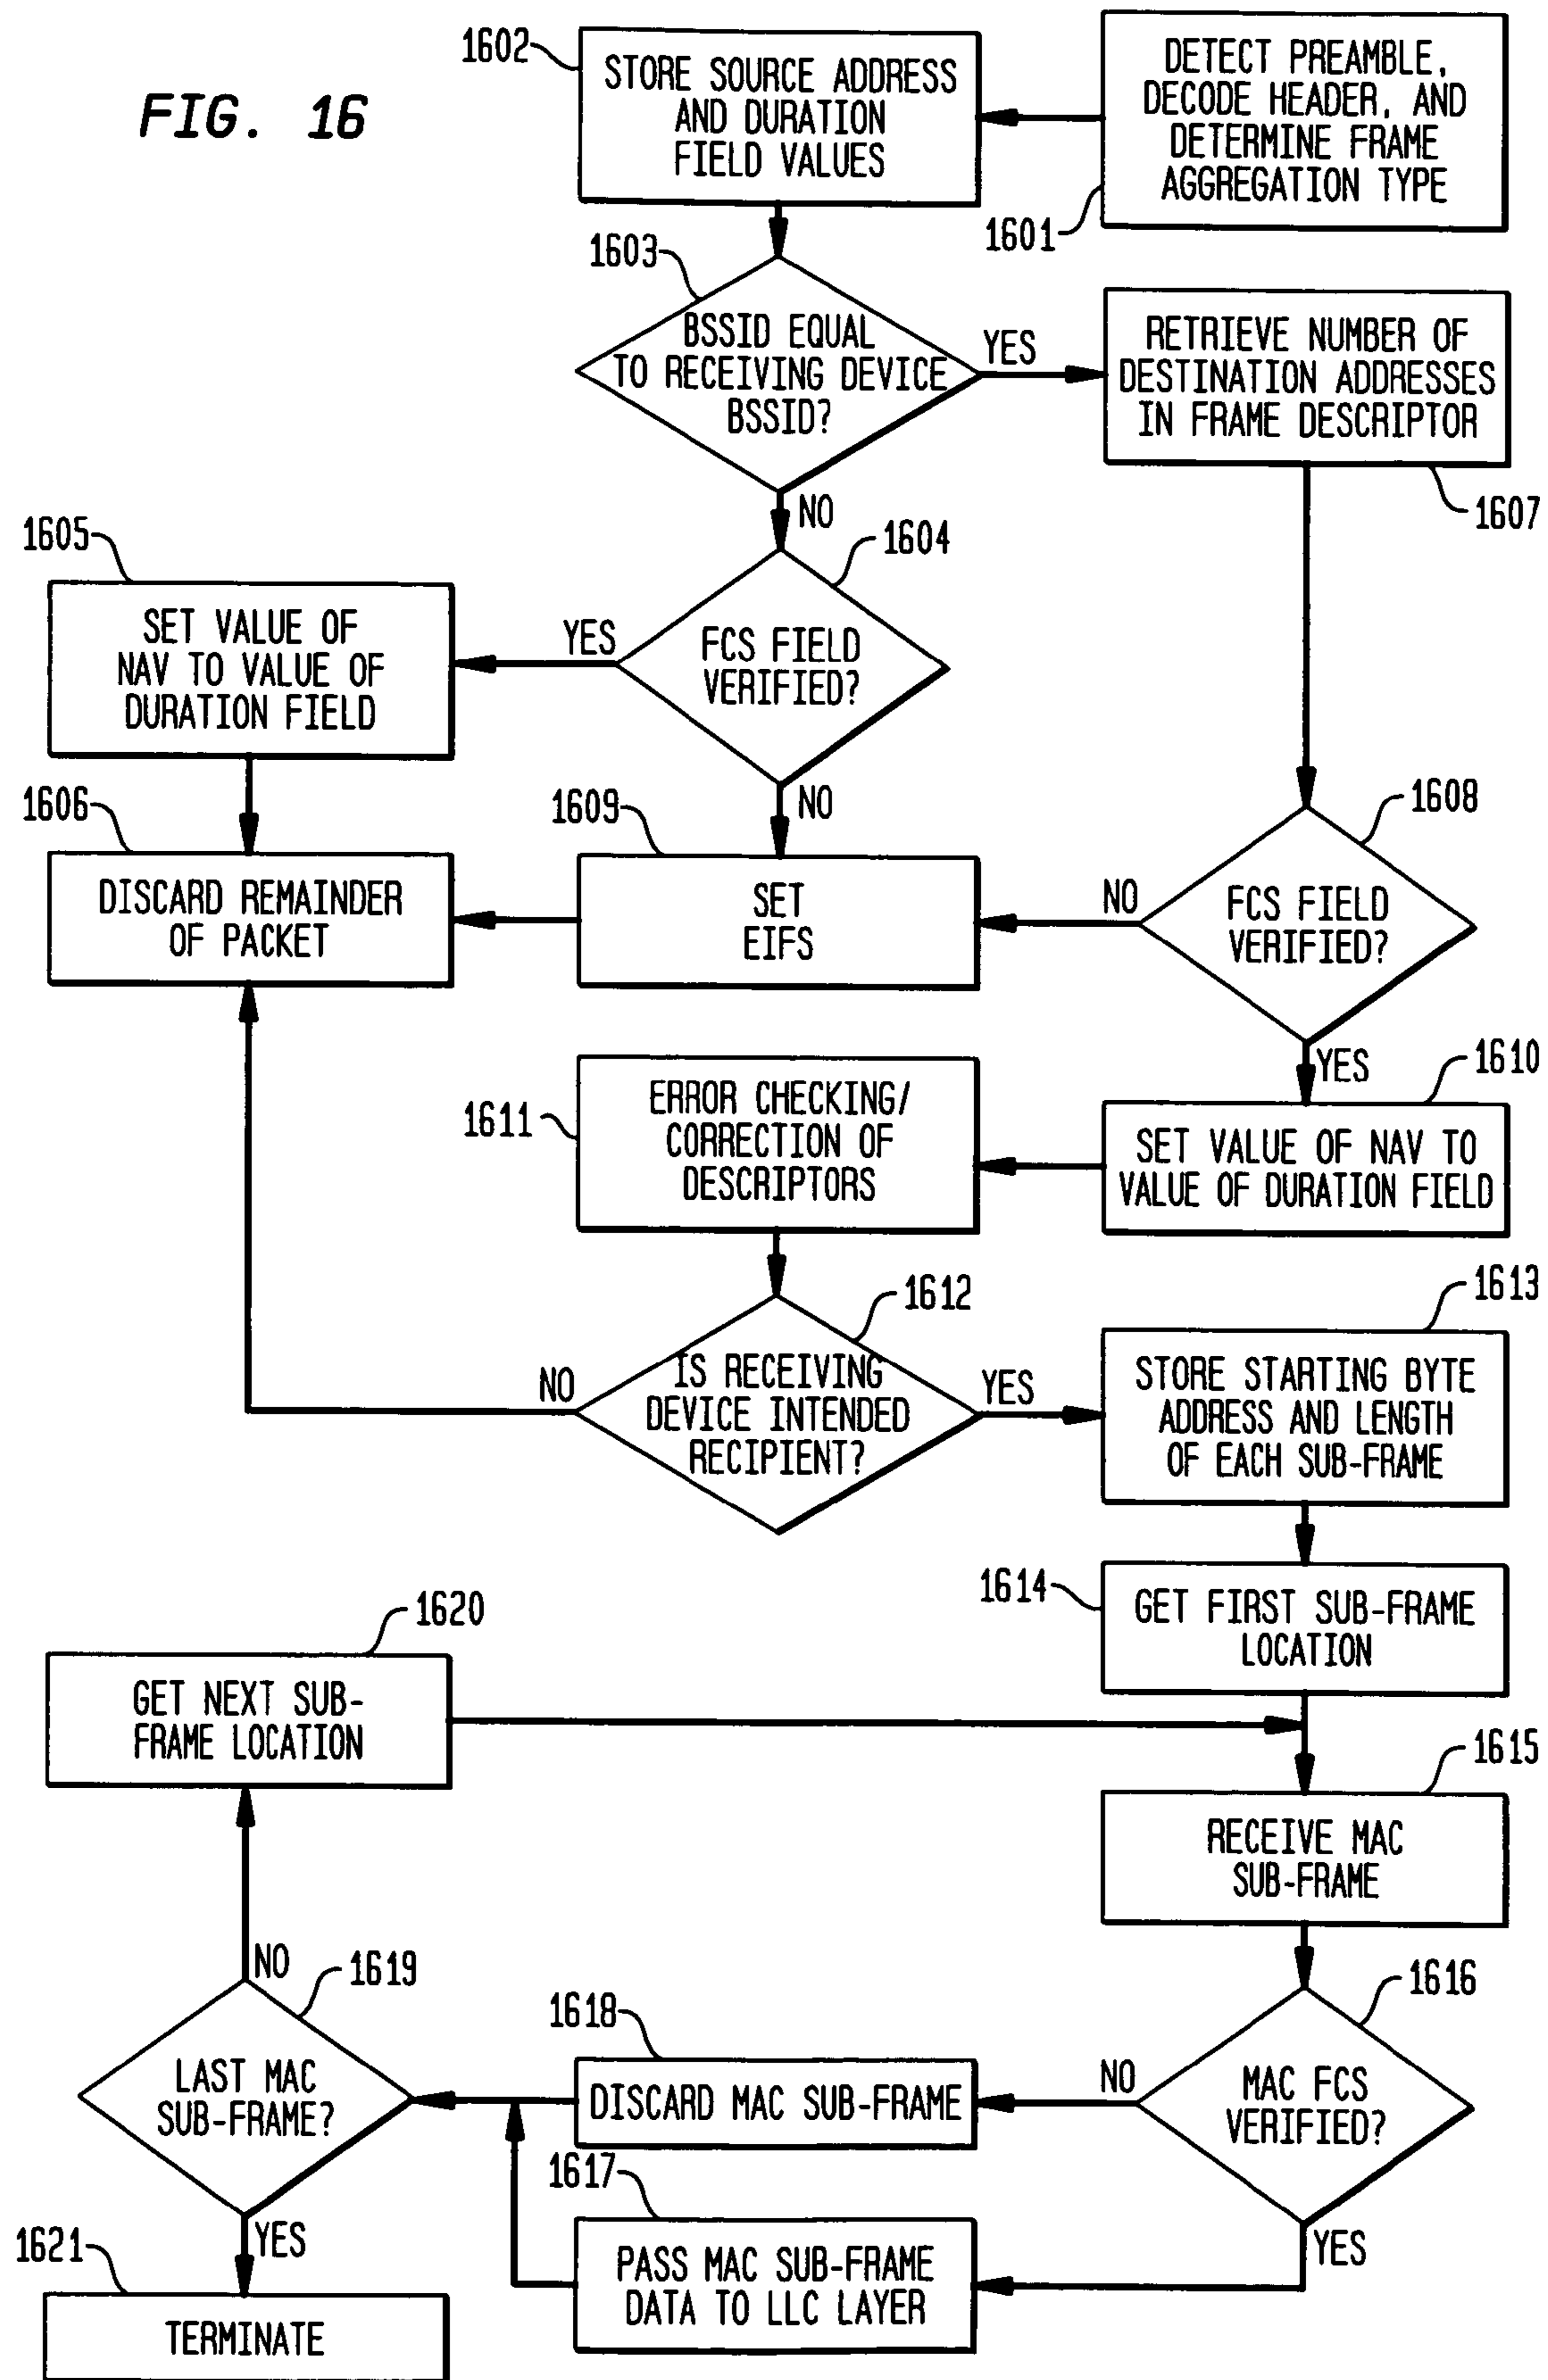 FIG. 16
1602
STORE SOURCE ADDRESS
AND DURATION
FIELD VALUES
DETECT PREAMBLE,
DECODE HEADER, AND
DETERMINE FRAME
AGGREGATION TYPE
1601
1603
BSSID EQUAL
TO RECEIVING DEVICE
BSSID?
YES
NO
RETRIEVE NUMBER OF
DESTINATION ADDRESSES
IN FRAME DESCRIPTOR
1607
1605
SET VALUE OF
NAV TO VALUE OF
DURATION FIELD
1604
YES
FCS FIELD
VERIFIED?
NO
1606
DISCARD REMAINDER
OF PACKET
1609
SET
EIFS
1608
NO
FCS FIELD
VERIFIED?
YES
1611
ERROR CHECKING/
CORRECTION OF
DESCRIPTORS
1610
SET VALUE OF NAV TO
VALUE OF DURATION FIELD
1612
NO
IS RECEIVING
DEVICE INTENDED
RECIPIENT?
YES
1613
STORE STARTING BYTE
ADDRESS AND LENGTH
OF EACH SUB-FRAME
1614
GET FIRST SUB-FRAME
LOCATION
1620
GET NEXT SUB-
FRAME LOCATION
1615
RECEIVE MAC
SUB-FRAME
NO
1619
LAST MAC
SUB-FRAME?
YES
1618
DISCARD MAC SUB-FRAME
1616
NO
MAC FCS
VERIFIED?
YES
1617
PASS MAC SUB-FRAME
DATA TO LLC LAYER
1621
TERMINATE